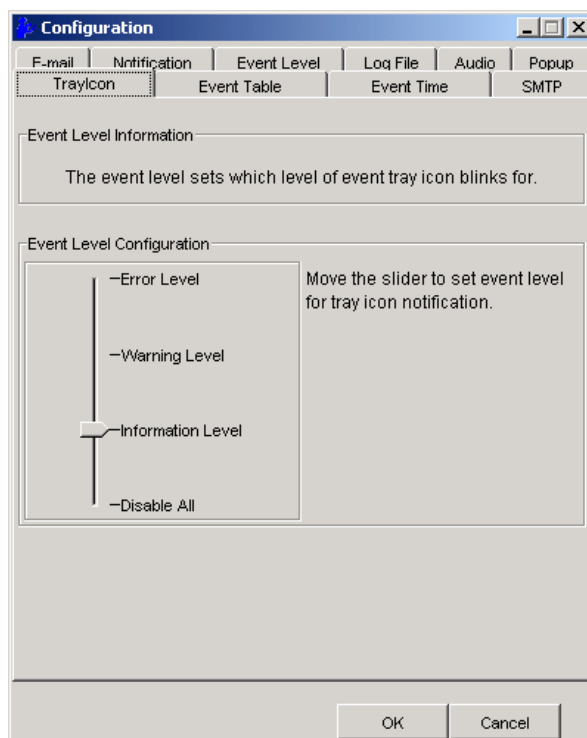 Configuration
E-mail Notification Event Level Log File Audio Popup
TrayIcon Event Table Event Time SMTP
Event Level Information
The event level sets which level of event tray icon blinks for.
Event Level Configuration
Error Level
Move the slider to set event level
for tray icon notification.
Warning Level
Information Level
Disable All
OK Cancel